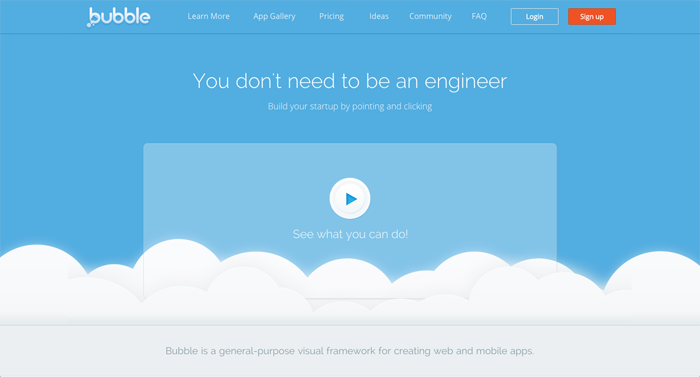 bubble
Learn More
App Gallery
Pricing
Ideas
Community
FAQ
Login
Sign up
You don't need to be an engineer
Build your startup by pointing and clicking
See what you can do!
Bubble is a general-purpose visual framework for creating web and mobile apps.